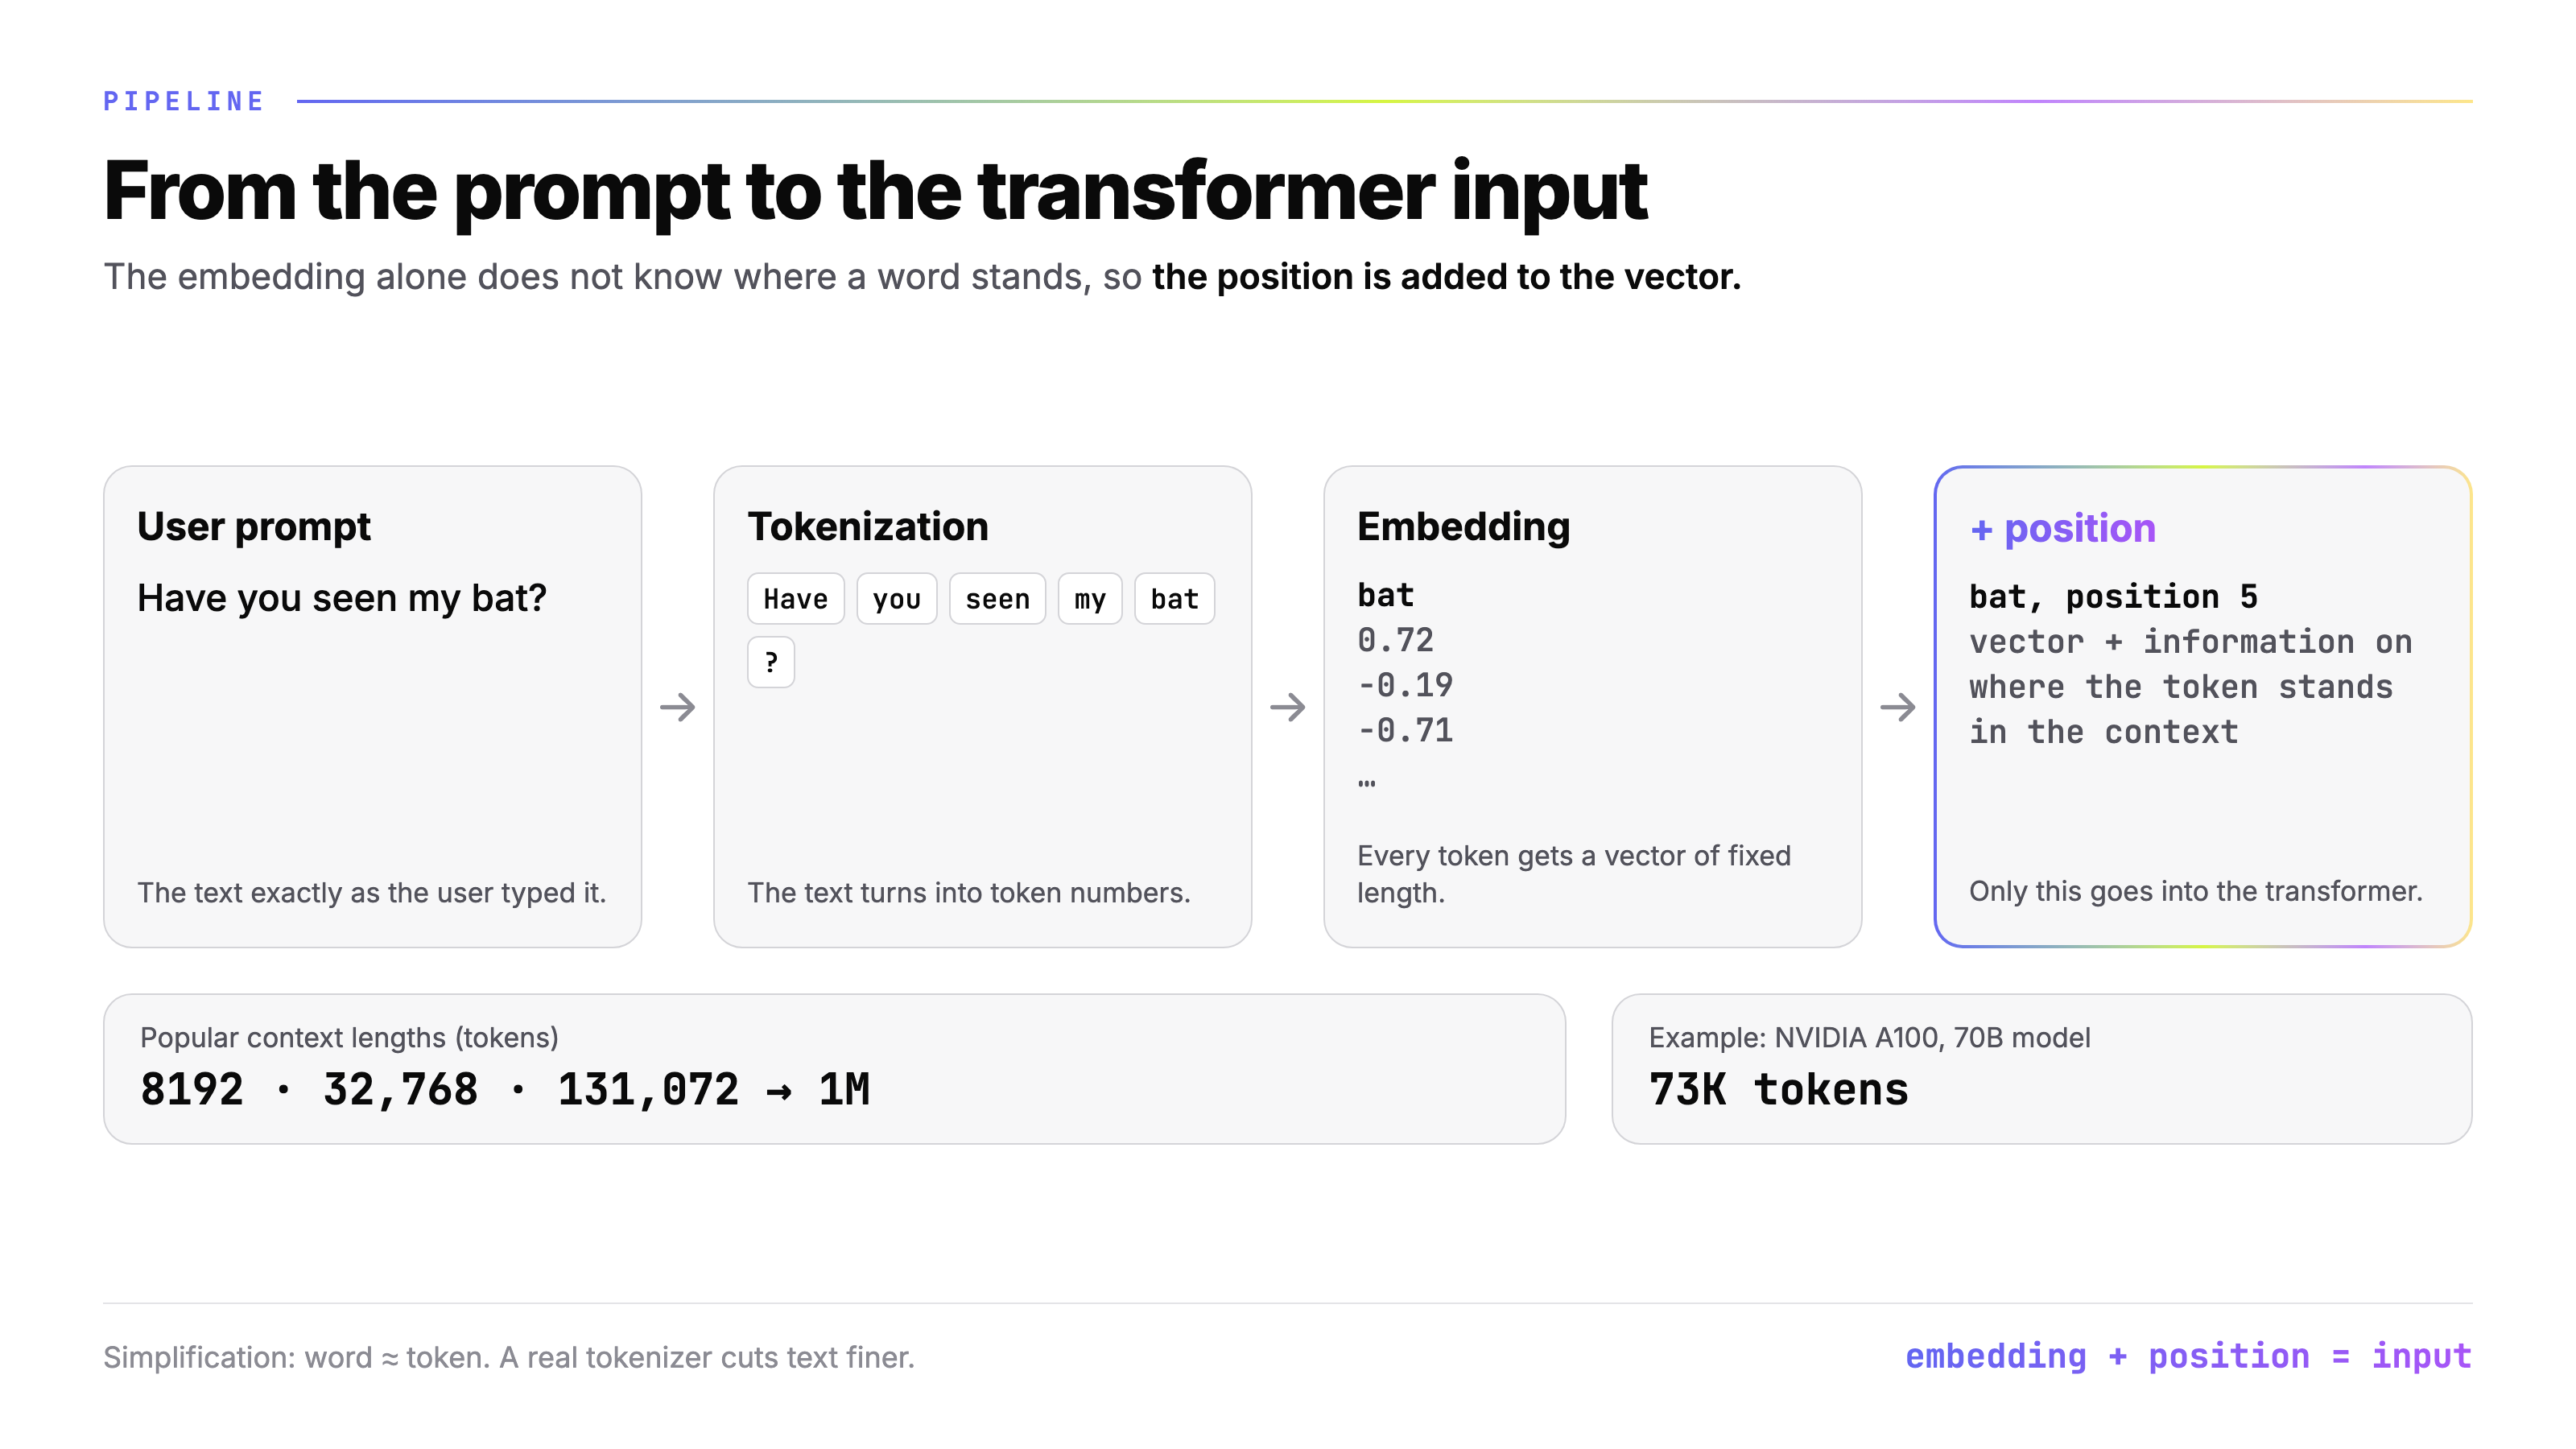 PIPELINE
From the prompt to the transformer input
The embedding alone does not know where a word stands, so the position is added to the vector.
User prompt
Have you seen my bat?
The text exactly as the user typed it.
→
Tokenization
Have you seen my bat
?
The text turns into token numbers.
→
Embedding
bat
0.72
-0.19
-0.71
…
Every token gets a vector of fixed
length.
→
+ position
bat, position 5
vector + information on
where the token stands
in the context
Only this goes into the transformer.
Popular context lengths (tokens)
8192 · 32,768 · 131,072 → 1M
Example: NVIDIA A100, 70B model
73K tokens
Simplification: word ≈ token. A real tokenizer cuts text finer.
embedding + position = input